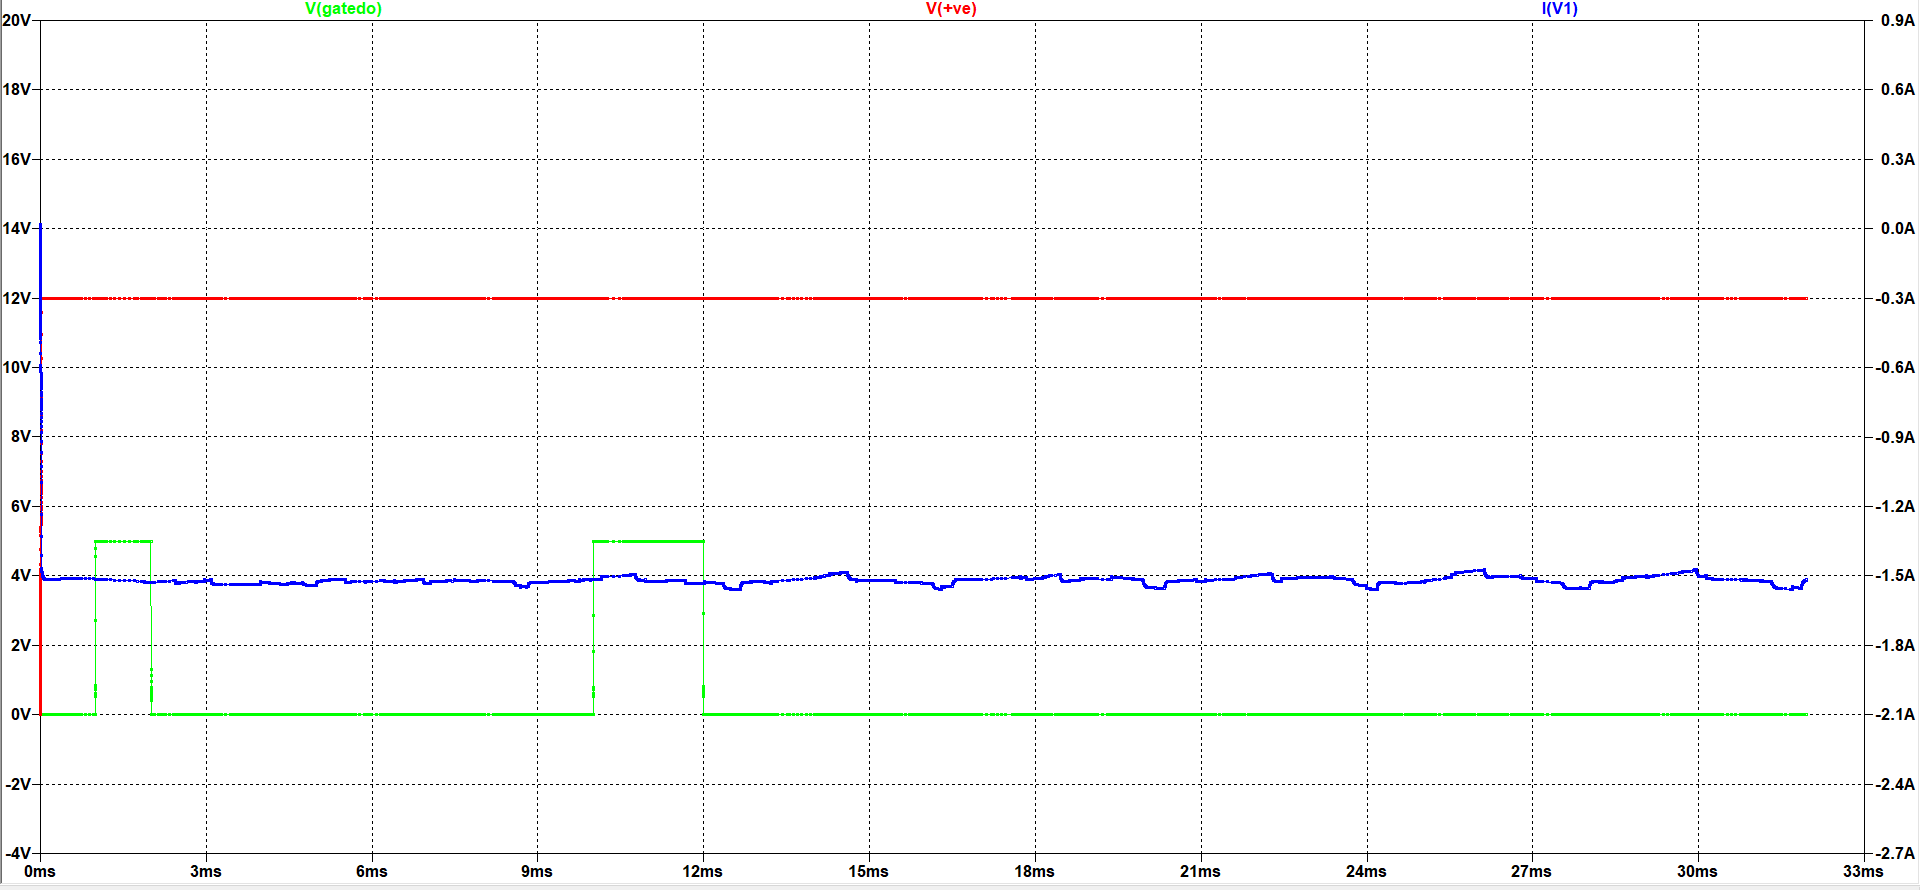 V(gatedo) V(+ve) I(V1)
20V 0.9A
18V 0.6A
16V 0.3A
14V 0.0A
12V -0.3A
10V -0.6A
8V -0.9A
6V -1.2A
4V -1.5A
2V -1.8A
0V -2.1A
-2V -2.4A
-4V -2.7A
0ms 3ms 6ms 9ms 12ms 15ms 18ms 21ms 24ms 27ms 30ms 33ms